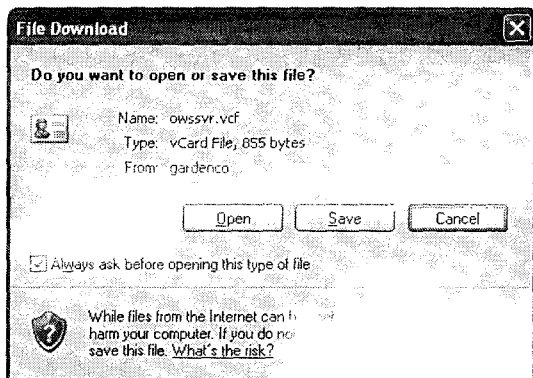 File Download
Do you want to open or save this file?
Name: owssvr.vcf
Type: vCard File, 855 bytes
From: gardenco
Open Save Cancel
Always ask before opening this type of file
While files from the Internet can
harm your computer. If you do
save this file. What's the risk?